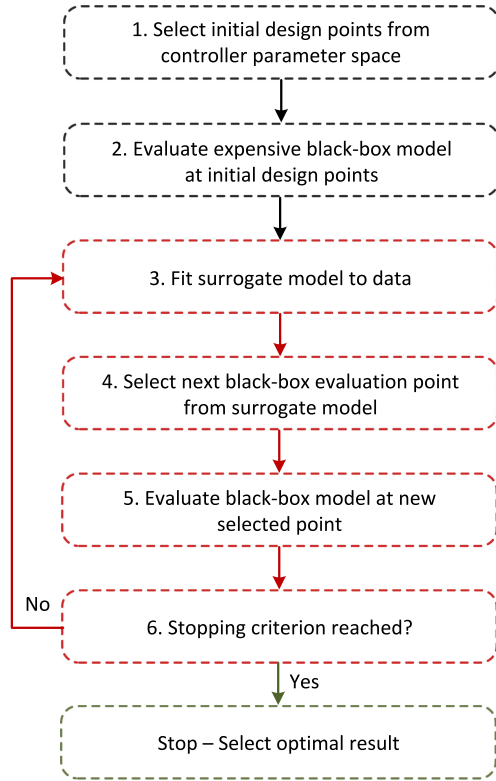 1. Select initial design points from
controller parameter space
2. Evaluate expensive black-box model
at initial design points
3. Fit surrogate model to data
4. Select next black-box evaluation point
from surrogate model
5. Evaluate black-box model at new
selected point
No
6. Stopping criterion reached?
Yes
Stop – Select optimal result